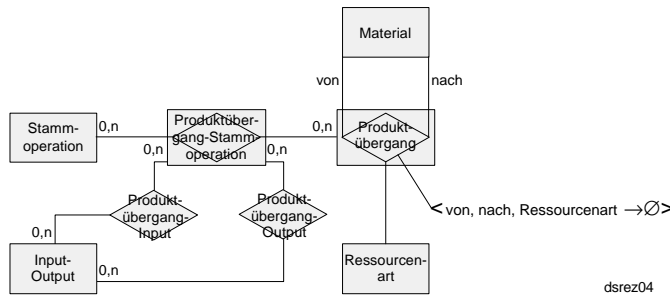 Material
von
nach
Stamm-
operation
0,n
Produktüber-
gang-Stamm-
operation
0,n
Produkt-
übergang
0,n
0,n
Produkt-
übergang-
Input
Produkt-
übergang-
Output
< von, nach, Ressourcenart →∅>
0,n
Input-
Output
0,n
Ressourcen-
art
dsrez04